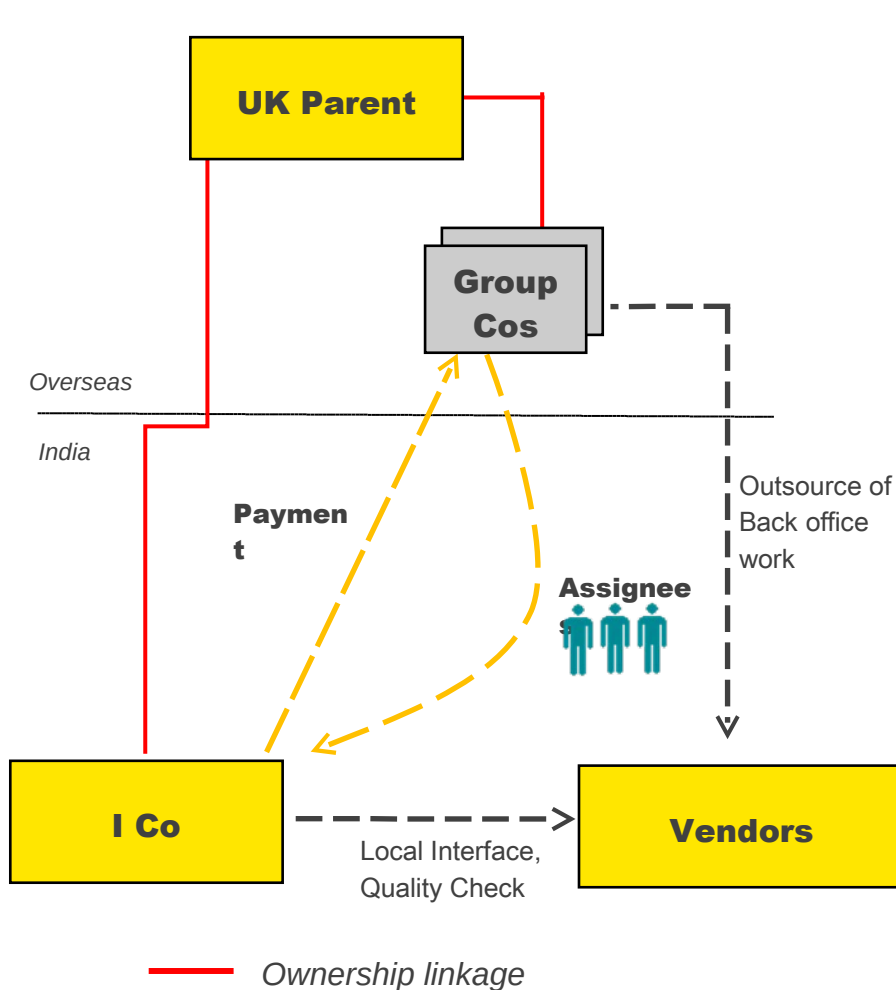 UK Parent
Group
Cos
Overseas
India
Paymen
t
Outsource of
Back office
work
Assignee
s
I Co
Vendors
Local Interface,
Quality Check
Ownership linkage